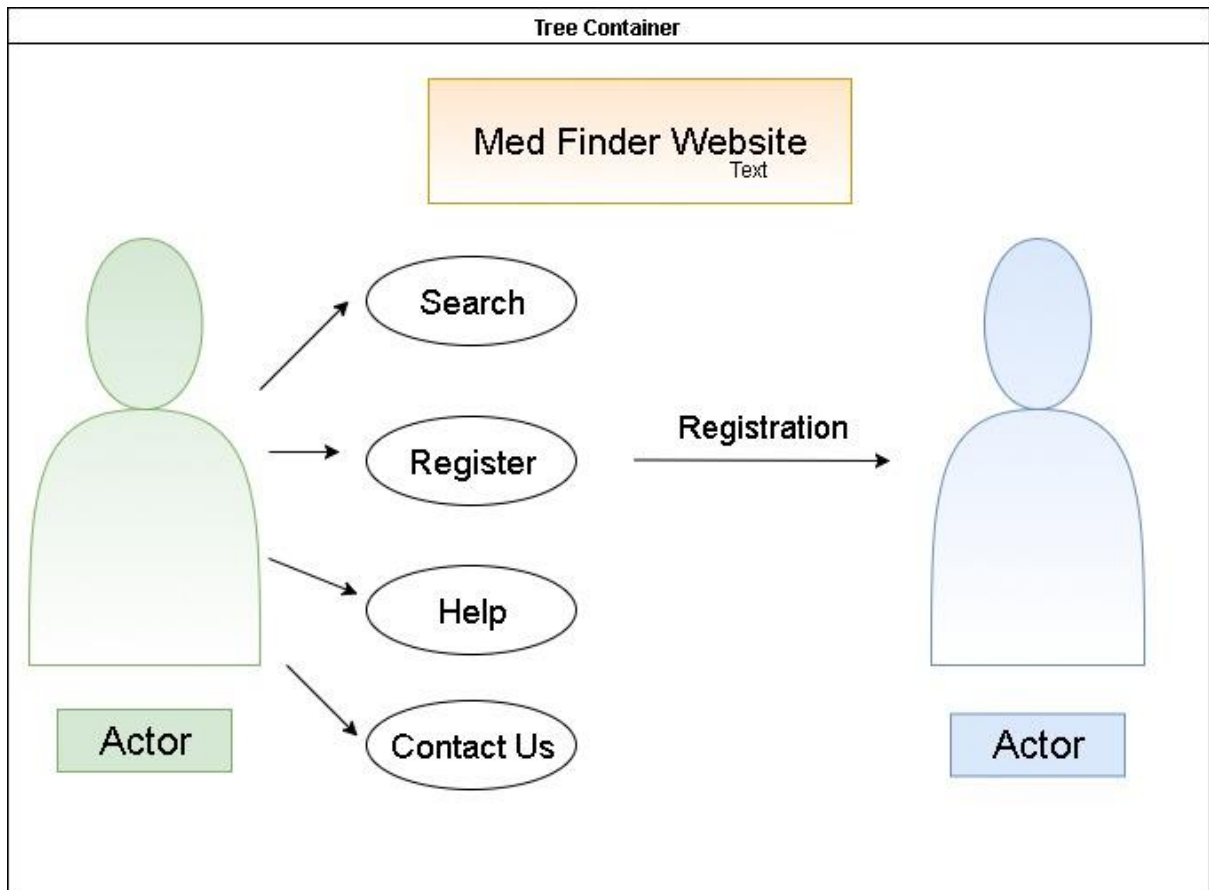 Tree Container
Med Finder Website
Text
Search
Registration
Register
Help
Contact Us
Actor
Actor